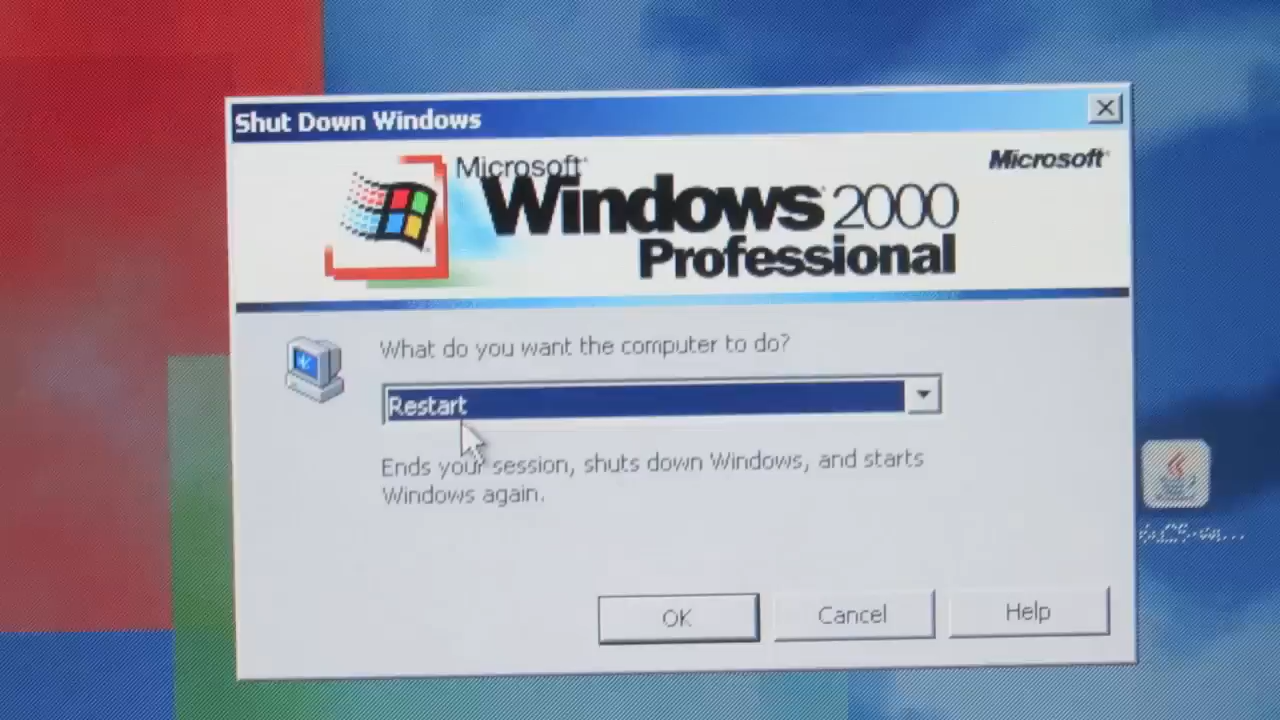 Shut Down Windows
Microsoft
Microsoft
Windows 2000
Professional
What do you want the computer to do?
Restart
Ends your session, shuts down Windows, and starts
Windows again.
OK
Cancel
Help